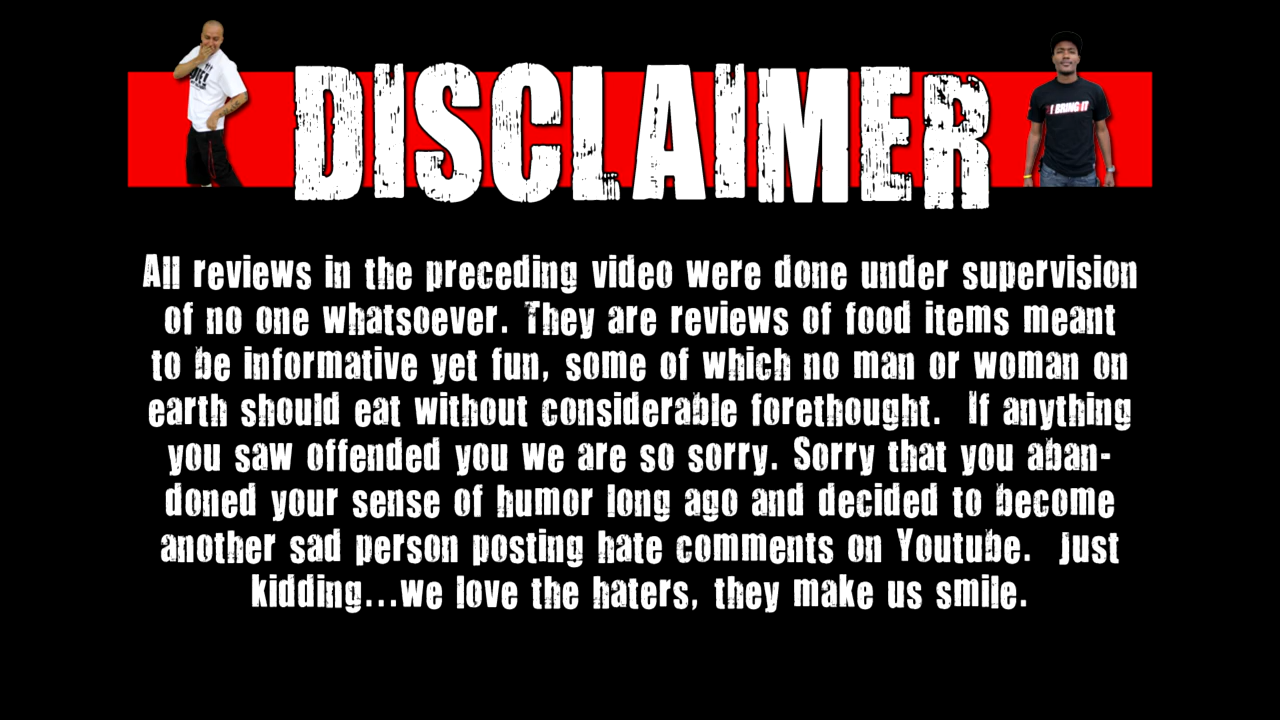 DISCLAIMER
I BRING IT
All reviews in the preceding video were done under supervision
of no one whatsoever. They are reviews of food items meant
to be informative yet fun, some of which no man or woman on
earth should eat without considerable forethought. If anything
you saw offended you we are so sorry. Sorry that you aban-
doned your sense of humor long ago and decided to become
another sad person posting hate comments on Youtube. Just
kidding...we love the haters, they make us smile.